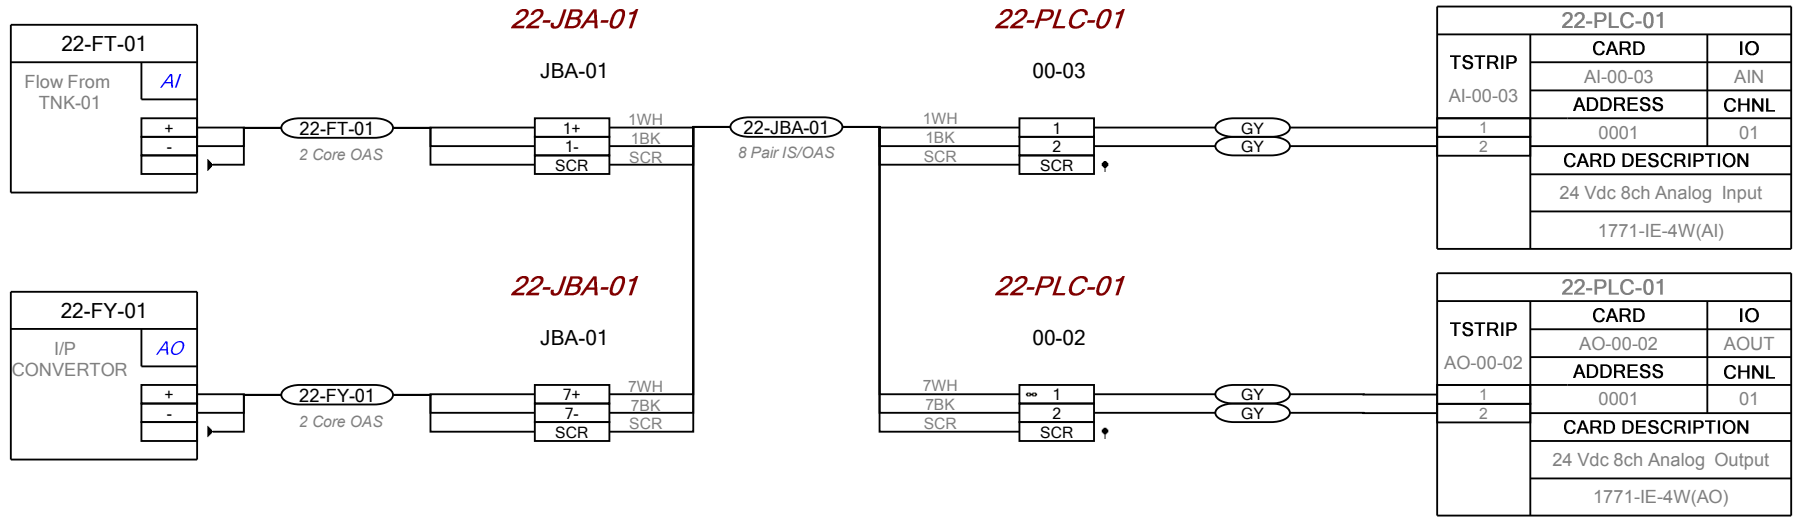 22-JBA-01
22-PLC-01
22-PLC-01
22-FT-01
JBA-01
00-03
CARD
IO
TSTRIP
Flow From
TNK-01
AI
AI-00-03
AIN
AI-00-03
ADDRESS
CHNL
+
22-FT-01
1+
1WH
22-JBA-01
1WH
1
GY
1
0001
01
-
2 Core OAS
1-
1BK
8 Pair IS/OAS
1BK
2
GY
2
SCR
SCR
SCR
SCR
CARD DESCRIPTION
24 Vdc 8ch Analog Input
1771-IE-4W(AI)
22-JBA-01
22-PLC-01
22-PLC-01
22-FY-01
JBA-01
00-02
CARD
IO
TSTRIP
I/P
CONVERTOR
AO
AO-00-02
AOUT
AO-00-02
ADDRESS
CHNL
+
22-FY-01
7+
7WH
7WH
∞ 1
GY
1
0001
01
-
2 Core OAS
7-
7BK
7BK
2
GY
2
SCR
SCR
SCR
SCR
CARD DESCRIPTION
24 Vdc 8ch Analog Output
1771-IE-4W(AO)